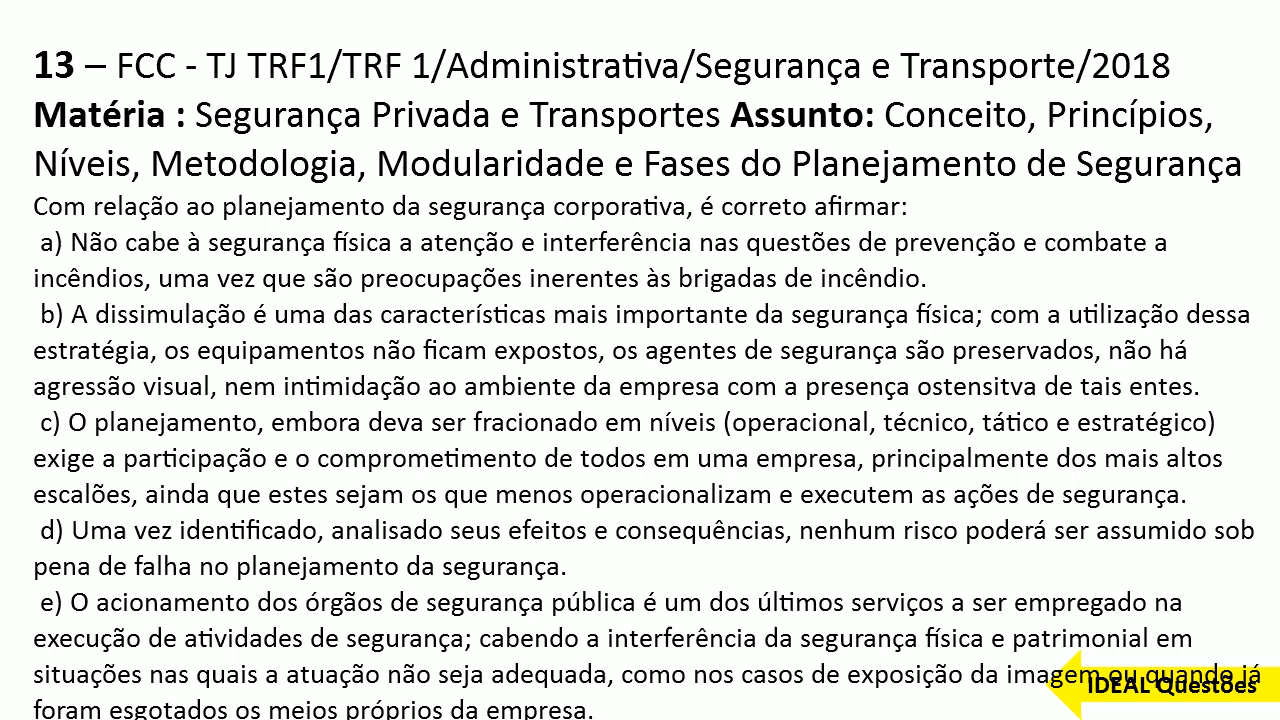 13 – FCC - TJ TRF1/TRF 1/Administrativa/Segurança e Transporte/2018
Matéria : Segurança Privada e Transportes Assunto: Conceito, Princípios,
Níveis, Metodologia, Modularidade e Fases do Planejamento de Segurança
Com relação ao planejamento da segurança corporativa, é correto afirmar:
a) Não cabe à segurança física a atenção e interferência nas questões de prevenção e combate a
incêndios, uma vez que são preocupações inerentes às brigadas de incêndio.
b) A dissimulação é uma das características mais importante da segurança física; com a utilização dessa
estratégia, os equipamentos não ficam expostos, os agentes de segurança são preservados, não há
agressão visual, nem intimidação ao ambiente da empresa com a presença ostensitva de tais entes.
c) O planejamento, embora deva ser fracionado em níveis (operacional, técnico, tático e estratégico)
exige a participação e o comprometimento de todos em uma empresa, principalmente dos mais altos
escalões, ainda que estes sejam os que menos operacionalizam e executem as ações de segurança.
d) Uma vez identificado, analisado seus efeitos e consequências, nenhum risco poderá ser assumido sob
pena de falha no planejamento da segurança.
e) O acionamento dos órgãos de segurança pública é um dos últimos serviços a ser empregado na
execução de atividades de segurança; cabendo a interferência da segurança física e patrimonial em
situações nas quais a atuação não seja adequada, como nos casos de exposição da imagem ou quando já
IDEAL Questões
foram esgotados os meios próprios da empresa.